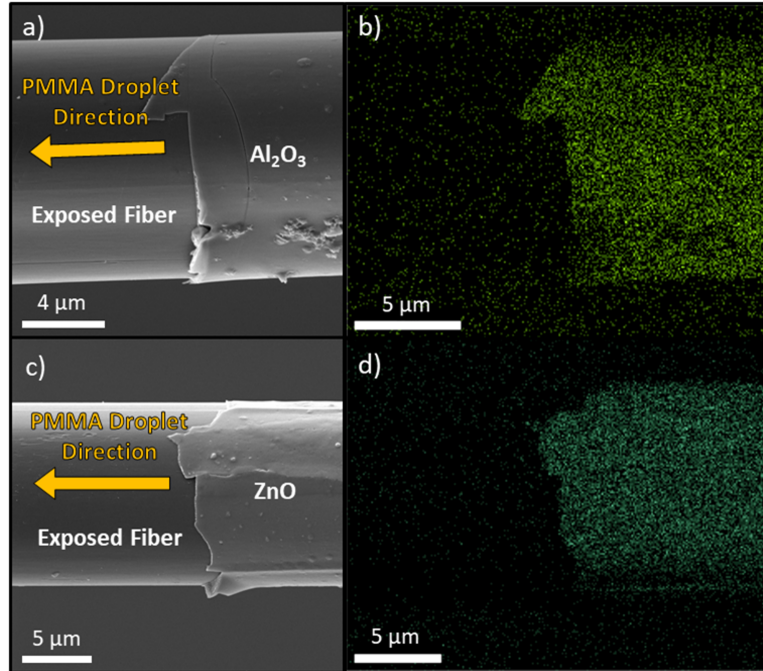 a)
PMMA Droplet
Direction
Al₂O₃
Exposed Fiber
4 µm
b)
5 µm
c)
PMMA Droplet
Direction
ZnO
Exposed Fiber
5 µm
d)
5 µm